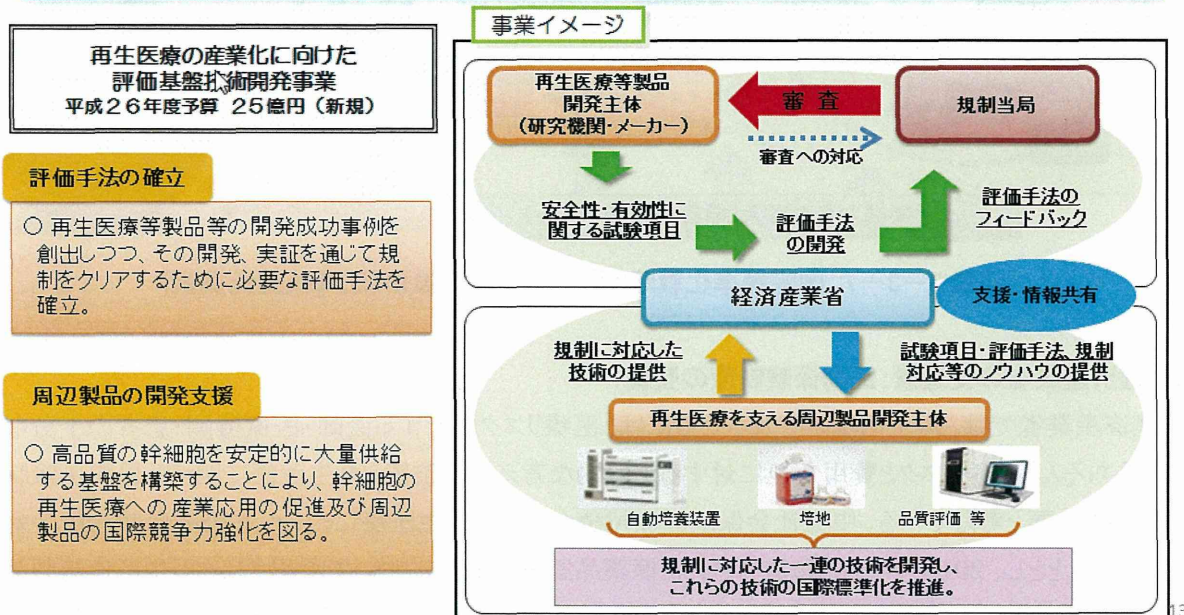 再生医療の産業化に向けた
評価基盤技術開発事業
平成26年度予算 25億円（新規）
評価手法の確立
○ 再生医療等製品等の開発成功事例を
創出しつつ、その開発、実証を通じて規
制をクリアするために必要な評価手法を
確立。
周辺製品の開発支援
○ 高品質の幹細胞を安定的に大量供給
する基盤を構築することにより、幹細胞の
再生医療への産業応用の促進及び周辺
製品の国際競争力強化を図る。
事業イメージ
再生医療等製品
開発主体
（研究機関・メーカー）
審査
規制当局
審査への対応
安全性・有効性に
関する試験項目
評価手法
の開発
評価手法の
フィードバック
経済産業省
支援・情報共有
規制に対応した
技術の提供
試験項目・評価手法、規制
対応等のノウハウの提供
再生医療を支える周辺製品開発主体
自動培養装置
培地
品質評価 等
規制に対応した一連の技術を開発し、
これらの技術の国際標準化を推進。